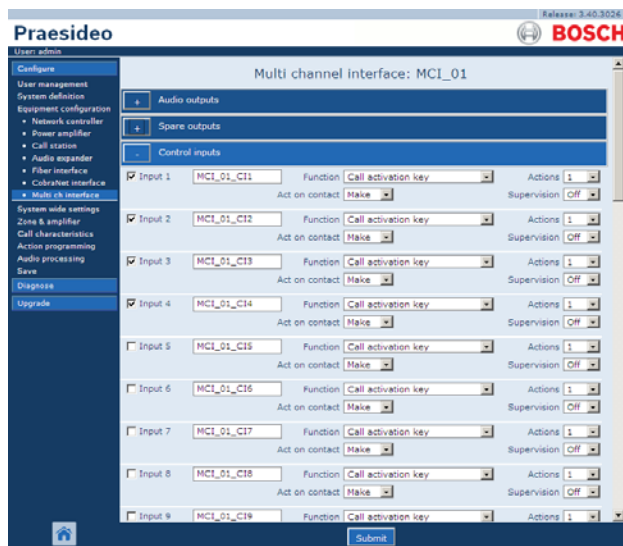 Release: 3.40.3026
Praesideo
BOSCH
User: admin
Configure
User management
System definition
Equipment configuration
Network controller
Power amplifier
Call station
Audio expander
Fiber interface
CobraNet interface
Multi ch interface
System wide settings
Zone & amplifier
Call characteristics
Action programming
Audio processing
Save
Diagnose
Upgrade
Multi channel interface: MCI_01
+ Audio outputs
+ Spare outputs
- Control inputs
Input 1 MCI_01_CI1 Function Call activation key Actions 1
Act on contact Make Supervision Off
Input 2 MCI_01_CI2 Function Call activation key Actions 1
Act on contact Make Supervision Off
Input 3 MCI_01_CI3 Function Call activation key Actions 1
Act on contact Make Supervision Off
Input 4 MCI_01_CI4 Function Call activation key Actions 1
Act on contact Make Supervision Off
Input 5 MCI_01_CI5 Function Call activation key Actions 1
Act on contact Make Supervision Off
Input 6 MCI_01_CI6 Function Call activation key Actions 1
Act on contact Make Supervision Off
Input 7 MCI_01_CI7 Function Call activation key Actions 1
Act on contact Make Supervision Off
Input 8 MCI_01_CI8 Function Call activation key Actions 1
Act on contact Make Supervision Off
Input 9 MCI_01_CI9 Function Call activation key Actions 1
Submit